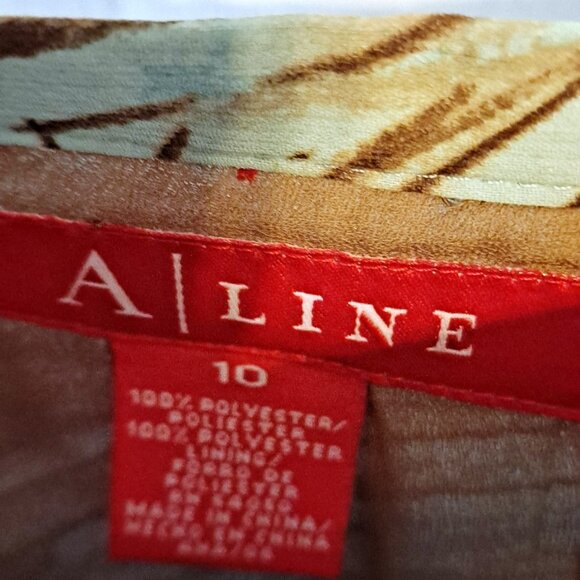 A|LINE
10
100% POLYESTER/
POLIESTER
100% POLYESTER
LINING/
FORRO DE
POLIESTER
MADE IN CHINA/
HECHO EN CHINA